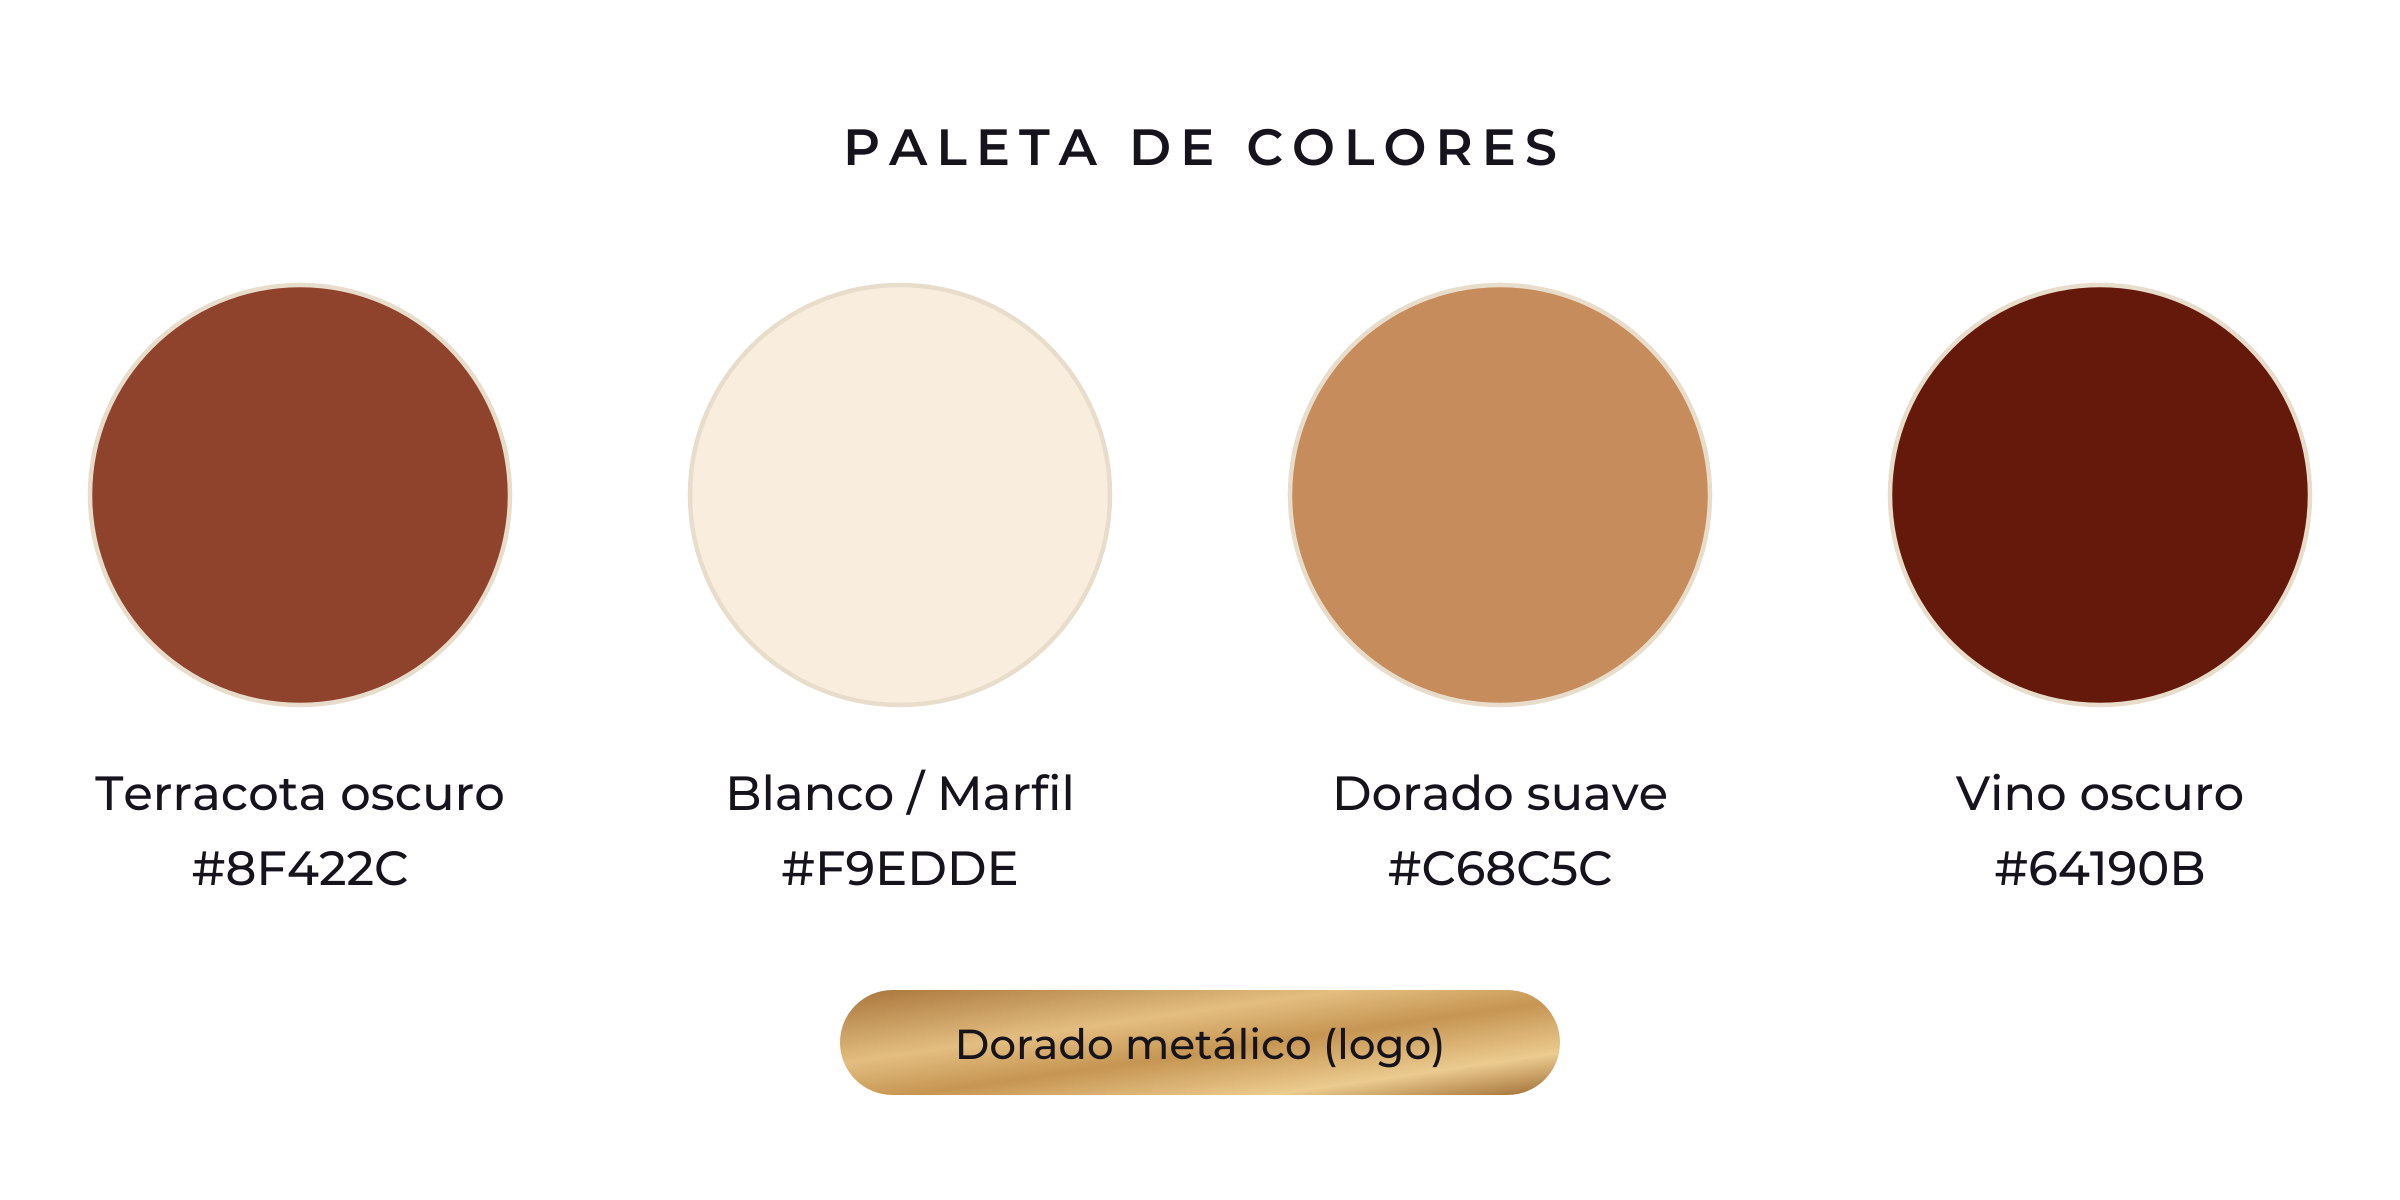 PALETA DE COLORES
Terracota oscuro
#8F422C
Blanco / Marfil
#F9EDDE
Dorado suave
#C68C5C
Vino oscuro
#64190B
Dorado metálico (logo)